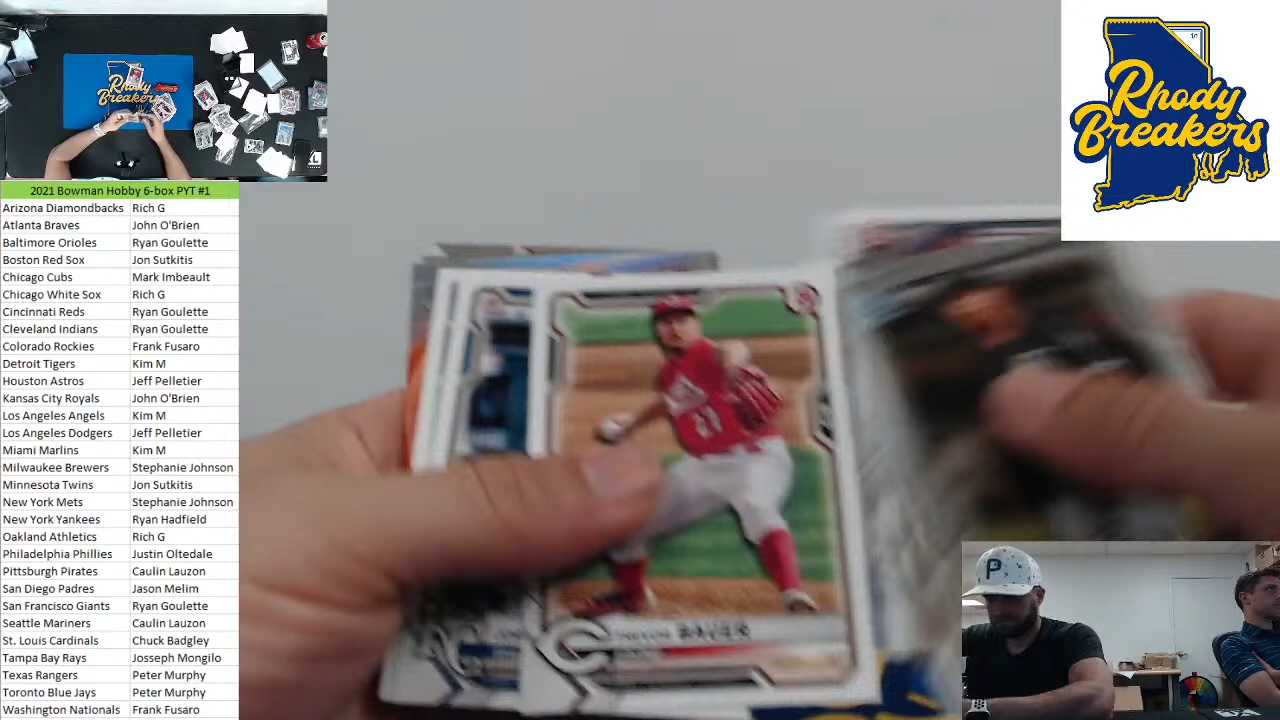 2021 Bowman Hobby 6-box PYT #1
Arizona Diamondbacks Rich G
Atlanta Braves John O'Brien
Baltimore Orioles Ryan Goulette
Boston Red Sox Jon Sutkitis
Chicago Cubs Mark Imbeault
Chicago White Sox Rich G
Cincinnati Reds Ryan Goulette
Cleveland Indians Ryan Goulette
Colorado Rockies Frank Fusaro
Detroit Tigers Kim M
Houston Astros Jeff Pelletier
Kansas City Royals John O'Brien
Los Angeles Angels Kim M
Los Angeles Dodgers Jeff Pelletier
Miami Marlins Kim M
Milwaukee Brewers Stephanie Johnson
Minnesota Twins Jon Sutkitis
New York Mets Stephanie Johnson
New York Yankees Ryan Hadfield
Oakland Athletics Rich G
Philadelphia Phillies Justin Oltedale
Pittsburgh Pirates Caulin Lauzon
San Diego Padres Jason Melim
San Francisco Giants Ryan Goulette
Seattle Mariners Caulin Lauzon
St. Louis Cardinals Chuck Badgley
Tampa Bay Rays Josseph Mongilo
Texas Rangers Peter Murphy
Toronto Blue Jays Peter Murphy
Washington Nationals Frank Fusaro
Rhody
Breakers
1/1
Rhody
Breakers
27
BAUER
P